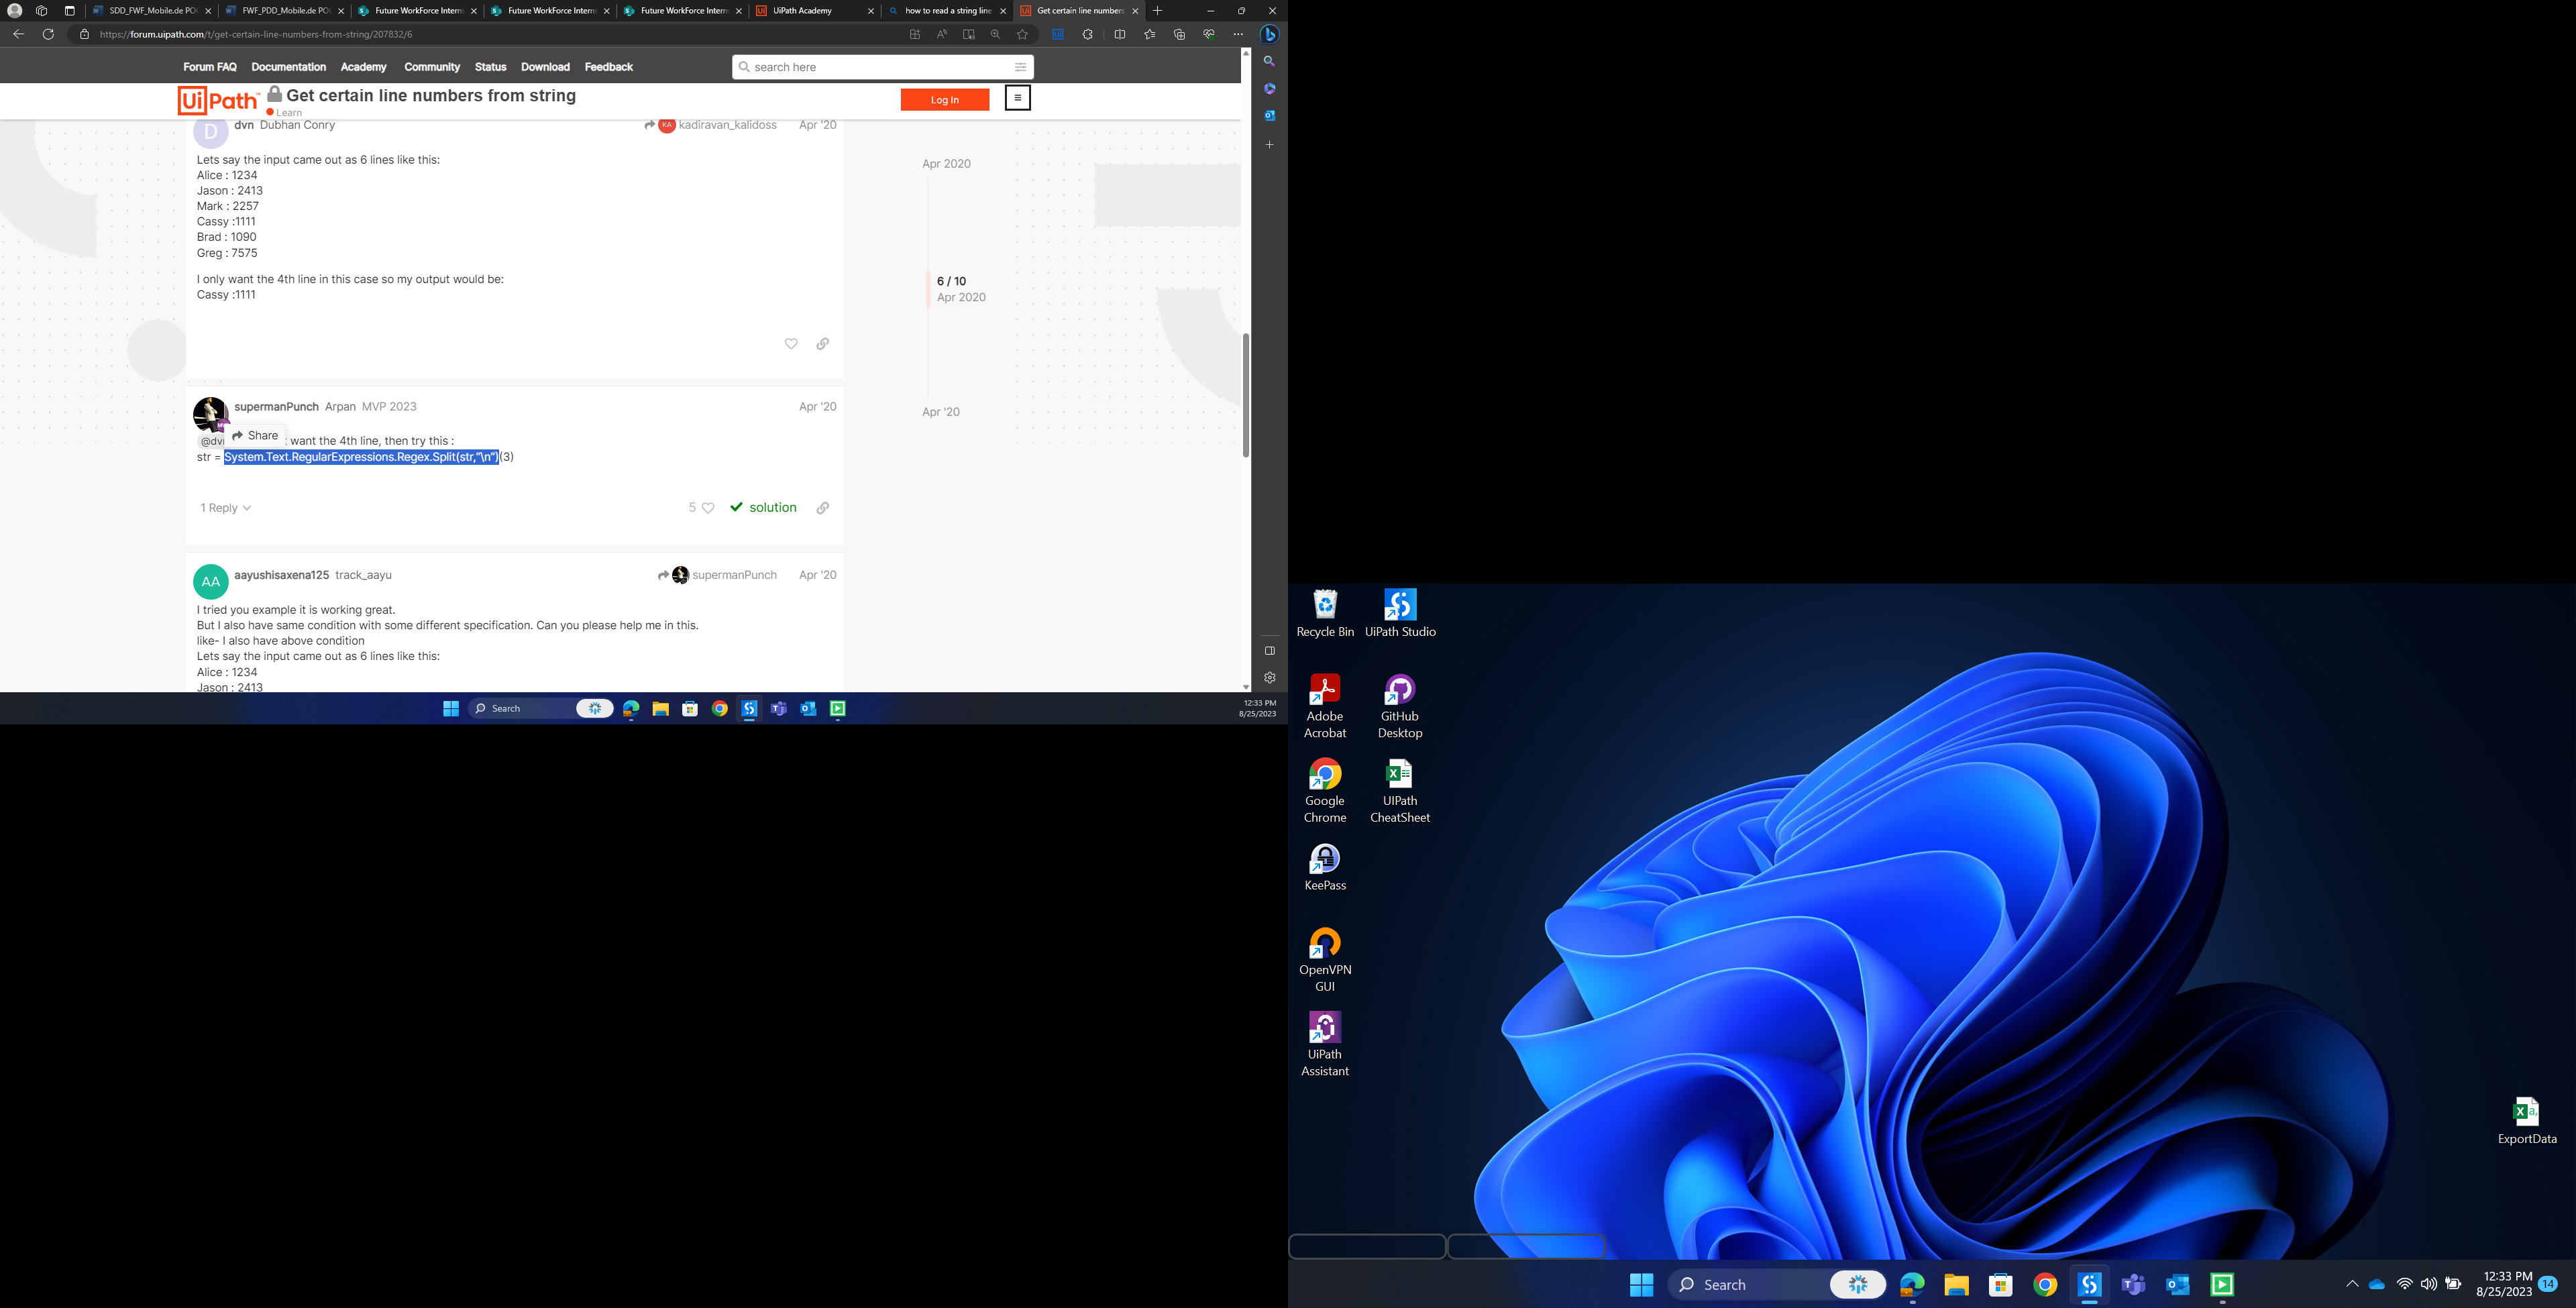 SDD_FWF_Mobile.de PO
FWF_PDD_Mobile.de PO
Future WorkForce Intern
Future WorkForce Intern
Future WorkForce Intern
UiPath Academy
how to read a string line
Get certain line numbers
https://forum.uipath.com/t/get-certain-line-numbers-from-string/207832/6
Forum FAQ Documentation Academy Community Status Download Feedback
search here
UiPath
Get certain line numbers from string
Learn
Log In
D
dvn Dubhan Conry
KA kadiravan_kalidoss Apr '20
Lets say the input came out as 6 lines like this:
Alice : 1234
Jason : 2413
Mark : 2257
Cassy :1111
Brad : 1090
Greg : 7575
I only want the 4th line in this case so my output would be:
Cassy :1111
Apr 2020
6 / 10
Apr 2020
Apr '20
supermanPunch Arpan MVP 2023 Apr '20
Share
want the 4th line, then try this :
str = System.Text.RegularExpressions.Regex.Split(str,"\n")(3)
1 Reply
5
solution
AA
aayushisaxena125 track_aayu
supermanPunch Apr '20
I tried you example it is working great.
But I also have same condition with some different specification. Can you please help me in this.
like- I also have above condition
Lets say the input came out as 6 lines like this:
Alice : 1234
Jason : 2413
Search
12:33 PM
8/25/2023
Recycle Bin
UiPath Studio
Adobe
Acrobat
GitHub
Desktop
Google
Chrome
UIPath
CheatSheet
KeePass
OpenVPN
GUI
UiPath
Assistant
ExportData
Search
12:33 PM
8/25/2023
14